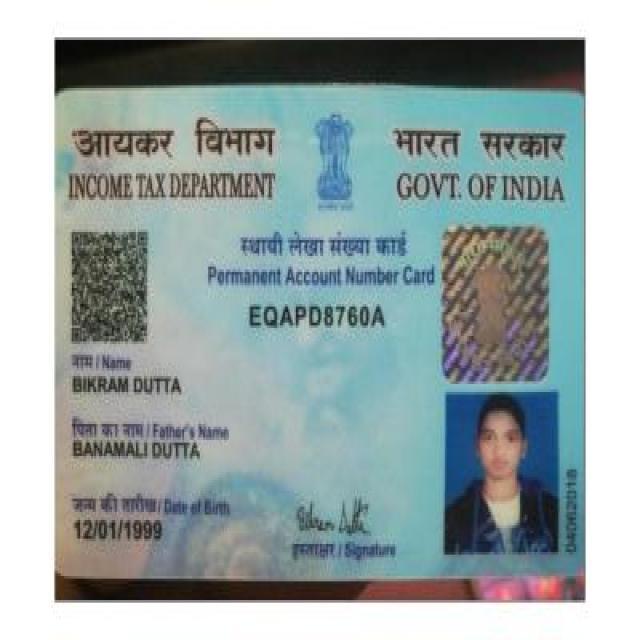 आयकर विभाग
INCOME TAX DEPARTMENT
भारत सरकार
GOVT. OF INDIA
स्थायी लेखा संख्या कार्ड
Permanent Account Number Card
EQAPD8760A
नाम / Name
BIKRAM DUTTA
पिता का नाम / Father's Name
BANAMALI DUTTA
जन्म की तारीख / Date of Birth
12/01/1999
Bikram Dutta
हस्ताक्षर / Signature
04062018